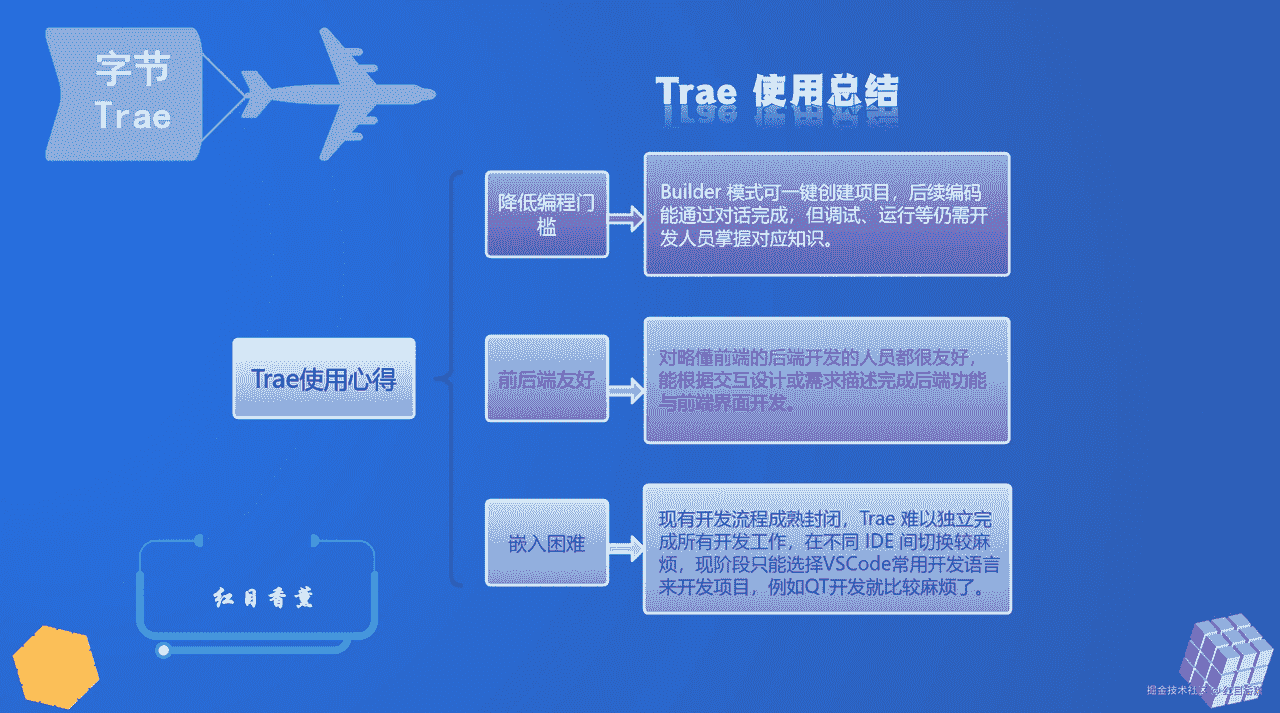 字节
Trae
Trae 使用总结
降低编程门
槛
Builder 模式可一键创建项目，后续编码
能通过对话完成，但调试、运行等仍需开
发人员掌握对应知识。
Trae使用心得
前后端友好
对略懂前端的后端开发的人员都很友好，
能根据交互设计或需求描述完成后端功能
与前端界面开发。
嵌入困难
现有开发流程成熟封闭，Trae 难以独立完
成所有开发工作，在不同 IDE 间切换较麻
烦，现阶段只能选择VSCode常用开发语言
来开发项目，例如QT开发就比较麻烦了。
红目香薰
掘金技术社区 @ 红目香薰